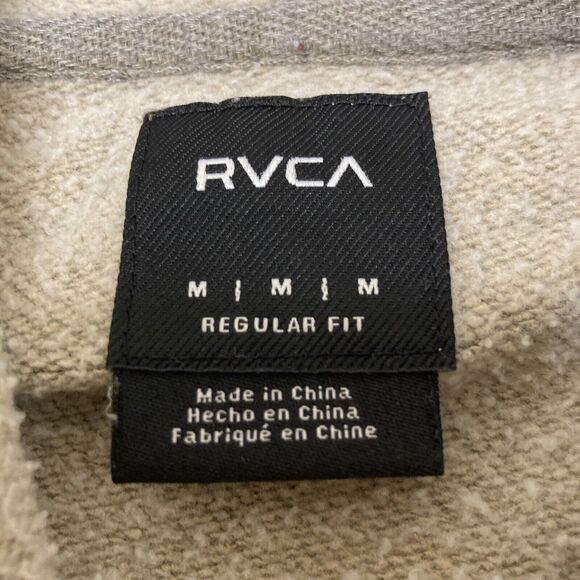 RVCA
M | M | M
REGULAR FIT
Made in China
Hecho en China
Fabriqué en Chine